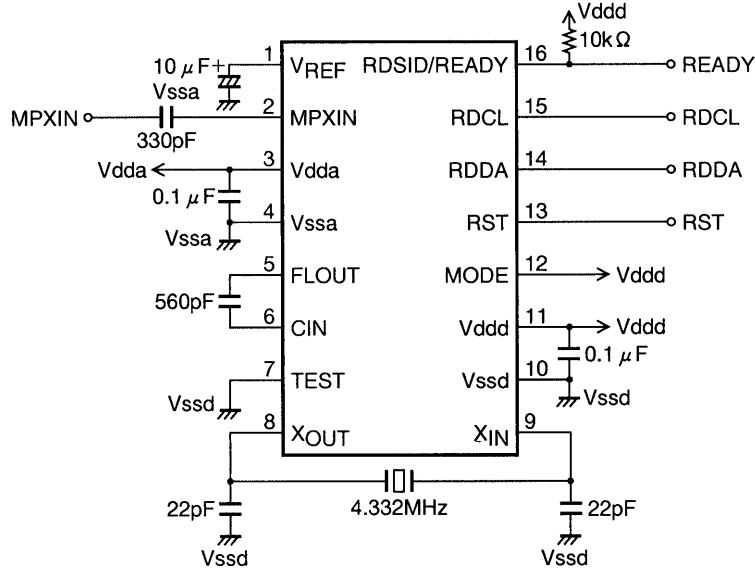 Vddd
10kΩ
1
16
10 μF+
VREF
RDSID/READY
READY
Vssa
2
15
MPXIN
MPXIN
RDCL
RDCL
330pF
3
14
Vdda
Vdda
RDDA
RDDA
0.1 μF
4
13
Vssa
Vssa
RST
RST
5
12
FLOUT
MODE
Vddd
560pF
6
11
CIN
Vddd
Vddd
0.1 μF
7
10
TEST
Vssd
Vssd
Vssd
8
9
XOUT
XIN
22pF
4.332MHz
22pF
Vssd
Vssd